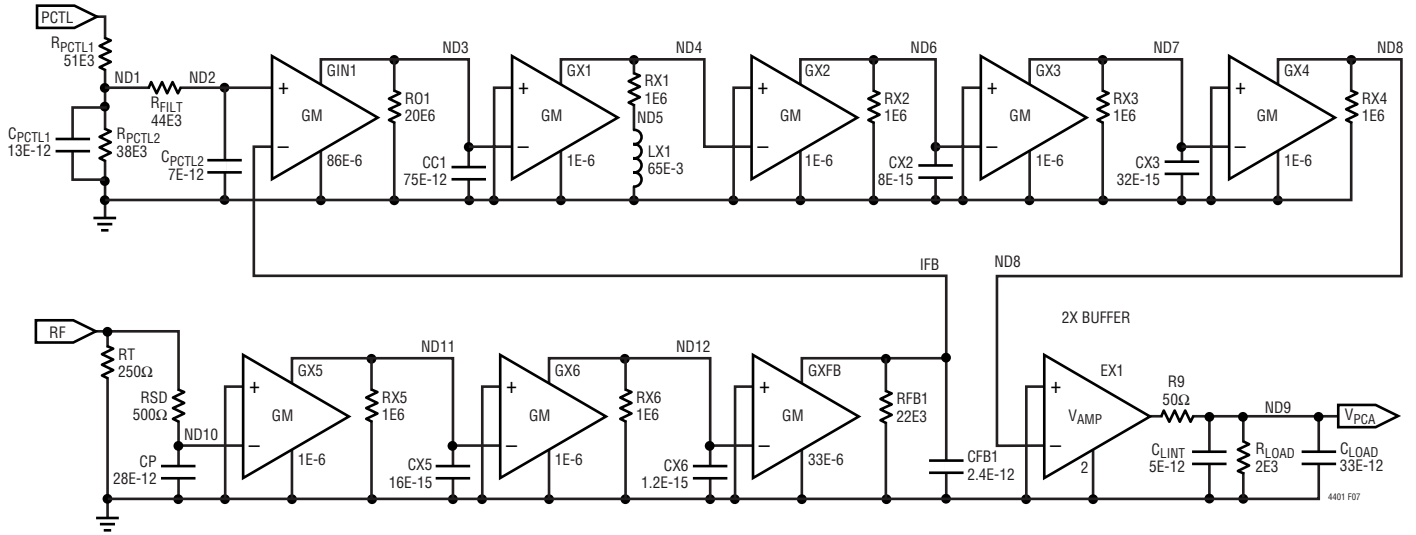 PCTL
RPCTL1
51E3
ND1
ND2
RFILT
44E3
CPCTL1
13E-12
RPCTL2
38E3
CPCTL2
7E-12
+
–
GM
GIN1
86E-6
RO1
20E6
ND3
CC1
75E-12
+
–
GM
GX1
1E-6
RX1
1E6
ND5
LX1
65E-3
ND4
+
–
GM
GX2
1E-6
RX2
1E6
ND6
CX2
8E-15
+
–
GM
GX3
1E-6
RX3
1E6
ND7
CX3
32E-15
+
–
GM
GX4
1E-6
RX4
1E6
ND8
IFB
ND8
RF
RT
250Ω
RSD
500Ω
ND10
CP
28E-12
+
–
GM
GX5
1E-6
RX5
1E6
ND11
CX5
16E-15
+
–
GM
GX6
1E-6
RX6
1E6
ND12
CX6
1.2E-15
+
–
GM
GXFB
33E-6
RFB1
22E3
CFB1
2.4E-12
2X BUFFER
+
–
VAMP
EX1
2
R9
50Ω
ND9
VPCA
CLINT
5E-12
RLOAD
2E3
CLOAD
33E-12
4401 F07